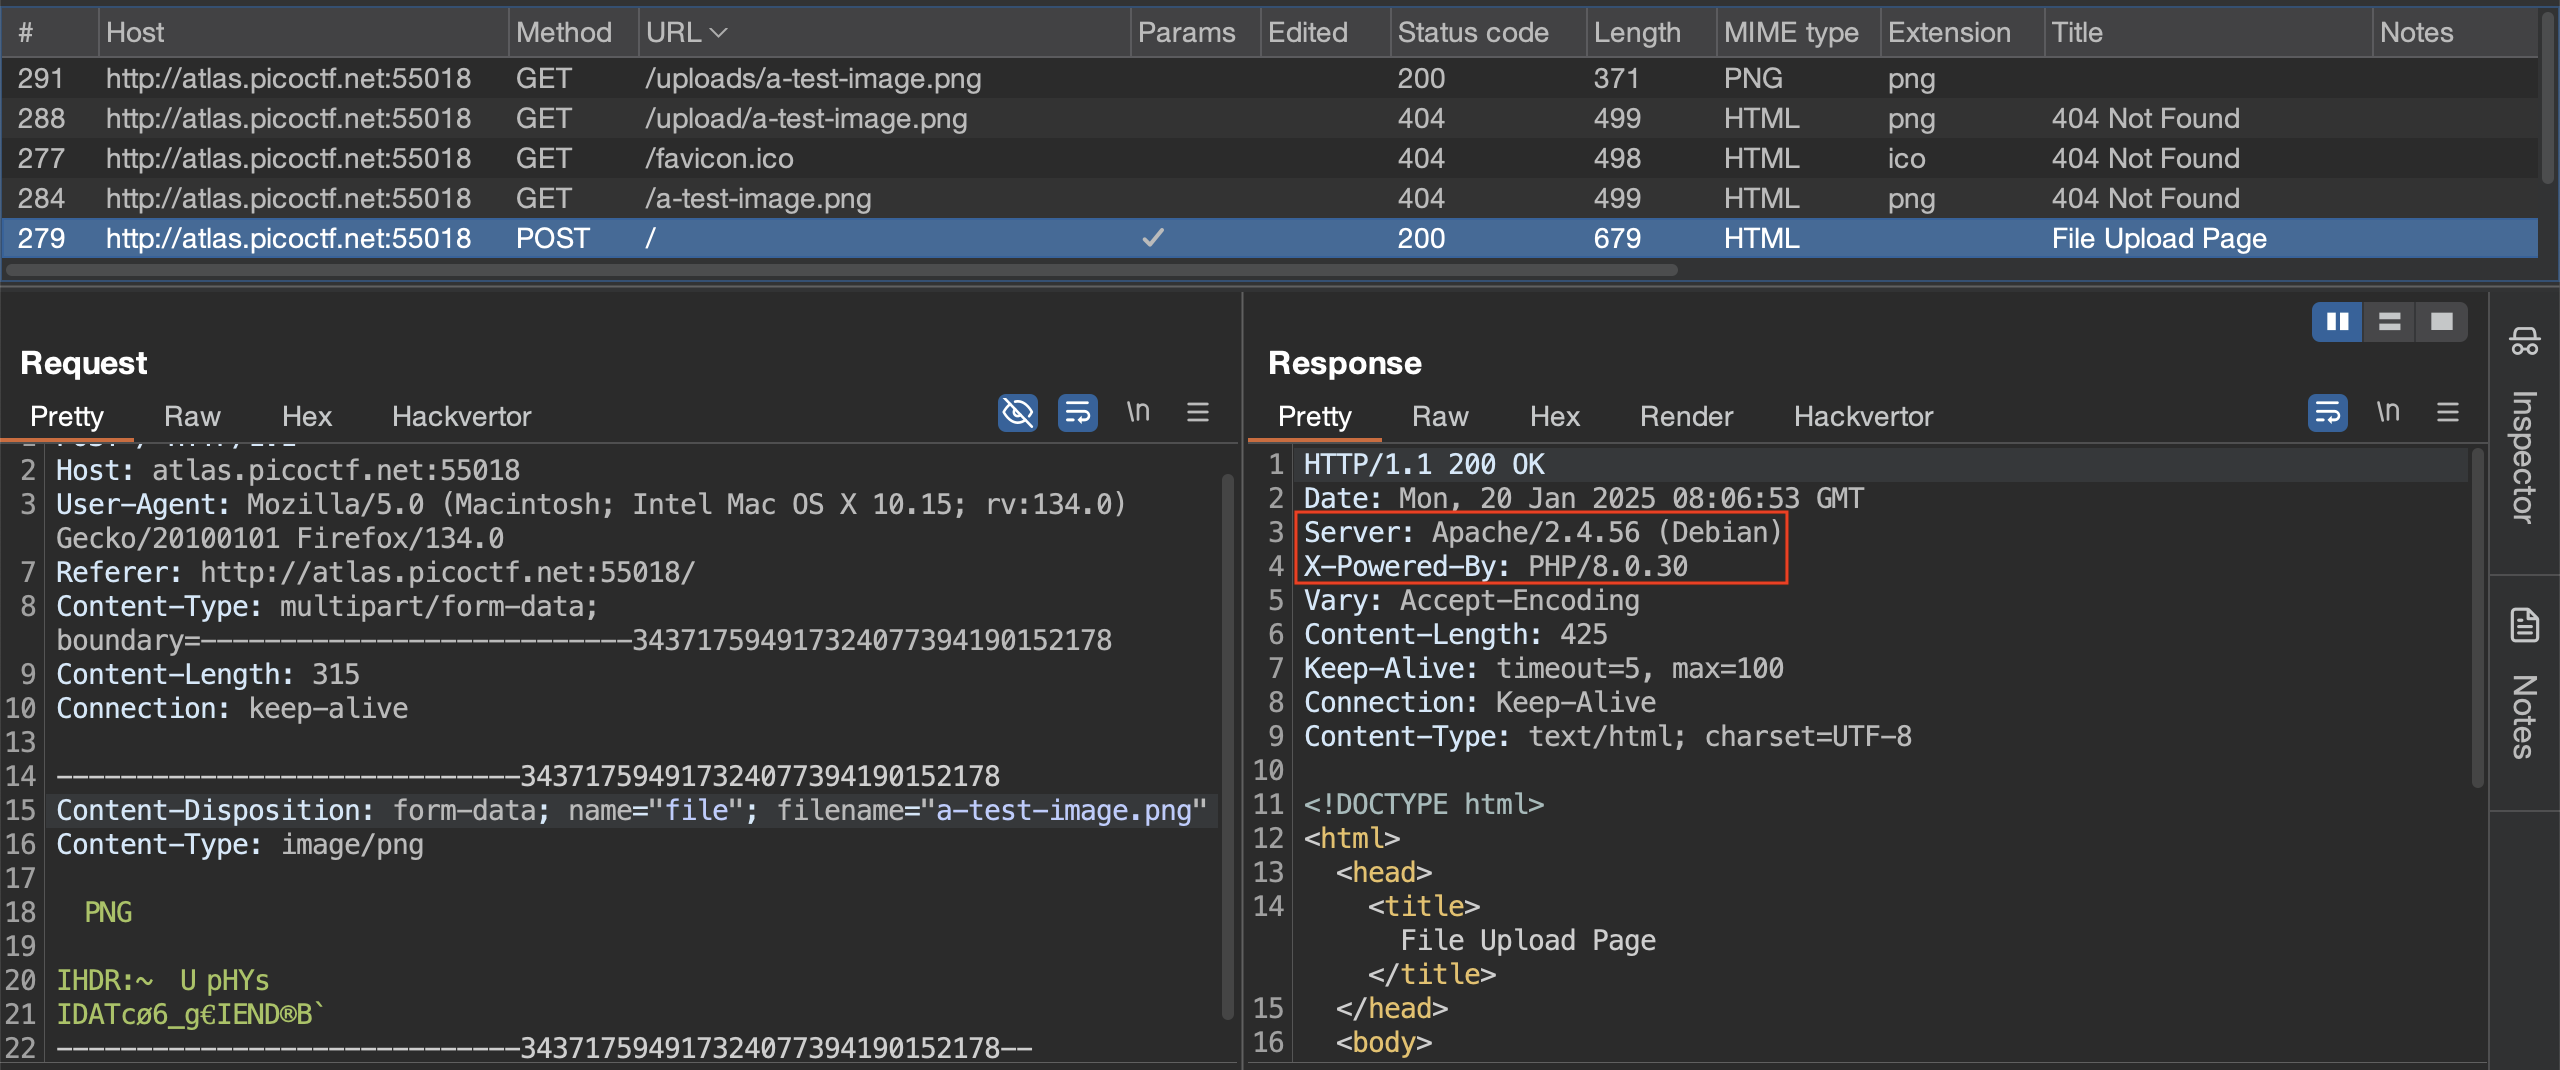 # Host Method URL Params Edited Status code Length MIME type Extension Title Notes
291 http://atlas.picoctf.net:55018 GET /uploads/a-test-image.png 200 371 PNG png
288 http://atlas.picoctf.net:55018 GET /upload/a-test-image.png 404 499 HTML png 404 Not Found
277 http://atlas.picoctf.net:55018 GET /favicon.ico 404 498 HTML ico 404 Not Found
284 http://atlas.picoctf.net:55018 GET /a-test-image.png 404 499 HTML png 404 Not Found
279 http://atlas.picoctf.net:55018 POST / ✓ 200 679 HTML File Upload Page
Request
Pretty Raw Hex Hackvertor \n
2 Host: atlas.picoctf.net:55018
3 User-Agent: Mozilla/5.0 (Macintosh; Intel Mac OS X 10.15; rv:134.0)
Gecko/20100101 Firefox/134.0
7 Referer: http://atlas.picoctf.net:55018/
8 Content-Type: multipart/form-data;
boundary=---------------------------343717594917324077394190152178
9 Content-Length: 315
10 Connection: keep-alive
13
14 -----------------------------343717594917324077394190152178
15 Content-Disposition: form-data; name="file"; filename="a-test-image.png"
16 Content-Type: image/png
17
18 PNG
19
20 IHDR:~ U pHYs
21 IDATcø6_g€IEND®B`
22 -----------------------------343717594917324077394190152178--
Response
Pretty Raw Hex Render Hackvertor \n
1 HTTP/1.1 200 OK
2 Date: Mon, 20 Jan 2025 08:06:53 GMT
3 Server: Apache/2.4.56 (Debian)
4 X-Powered-By: PHP/8.0.30
5 Vary: Accept-Encoding
6 Content-Length: 425
7 Keep-Alive: timeout=5, max=100
8 Connection: Keep-Alive
9 Content-Type: text/html; charset=UTF-8
10
11 <!DOCTYPE html>
12 <html>
13 <head>
14 <title>
File Upload Page
</title>
15 </head>
16 <body>
Inspector
Notes